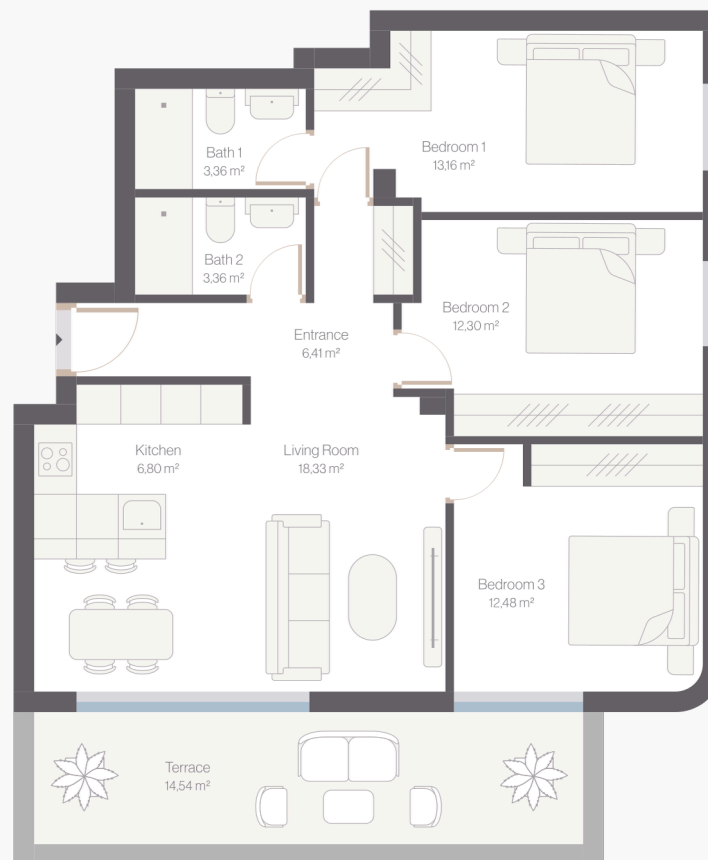 Bedroom 1
13,16 m²
Bath 1
3,36 m²
Bath 2
3,36 m²
Bedroom 2
12,30 m²
Entrance
6,41 m²
Kitchen
6,80 m²
Living Room
18,33 m²
Bedroom 3
12,48 m²
Terrace
14,54 m²